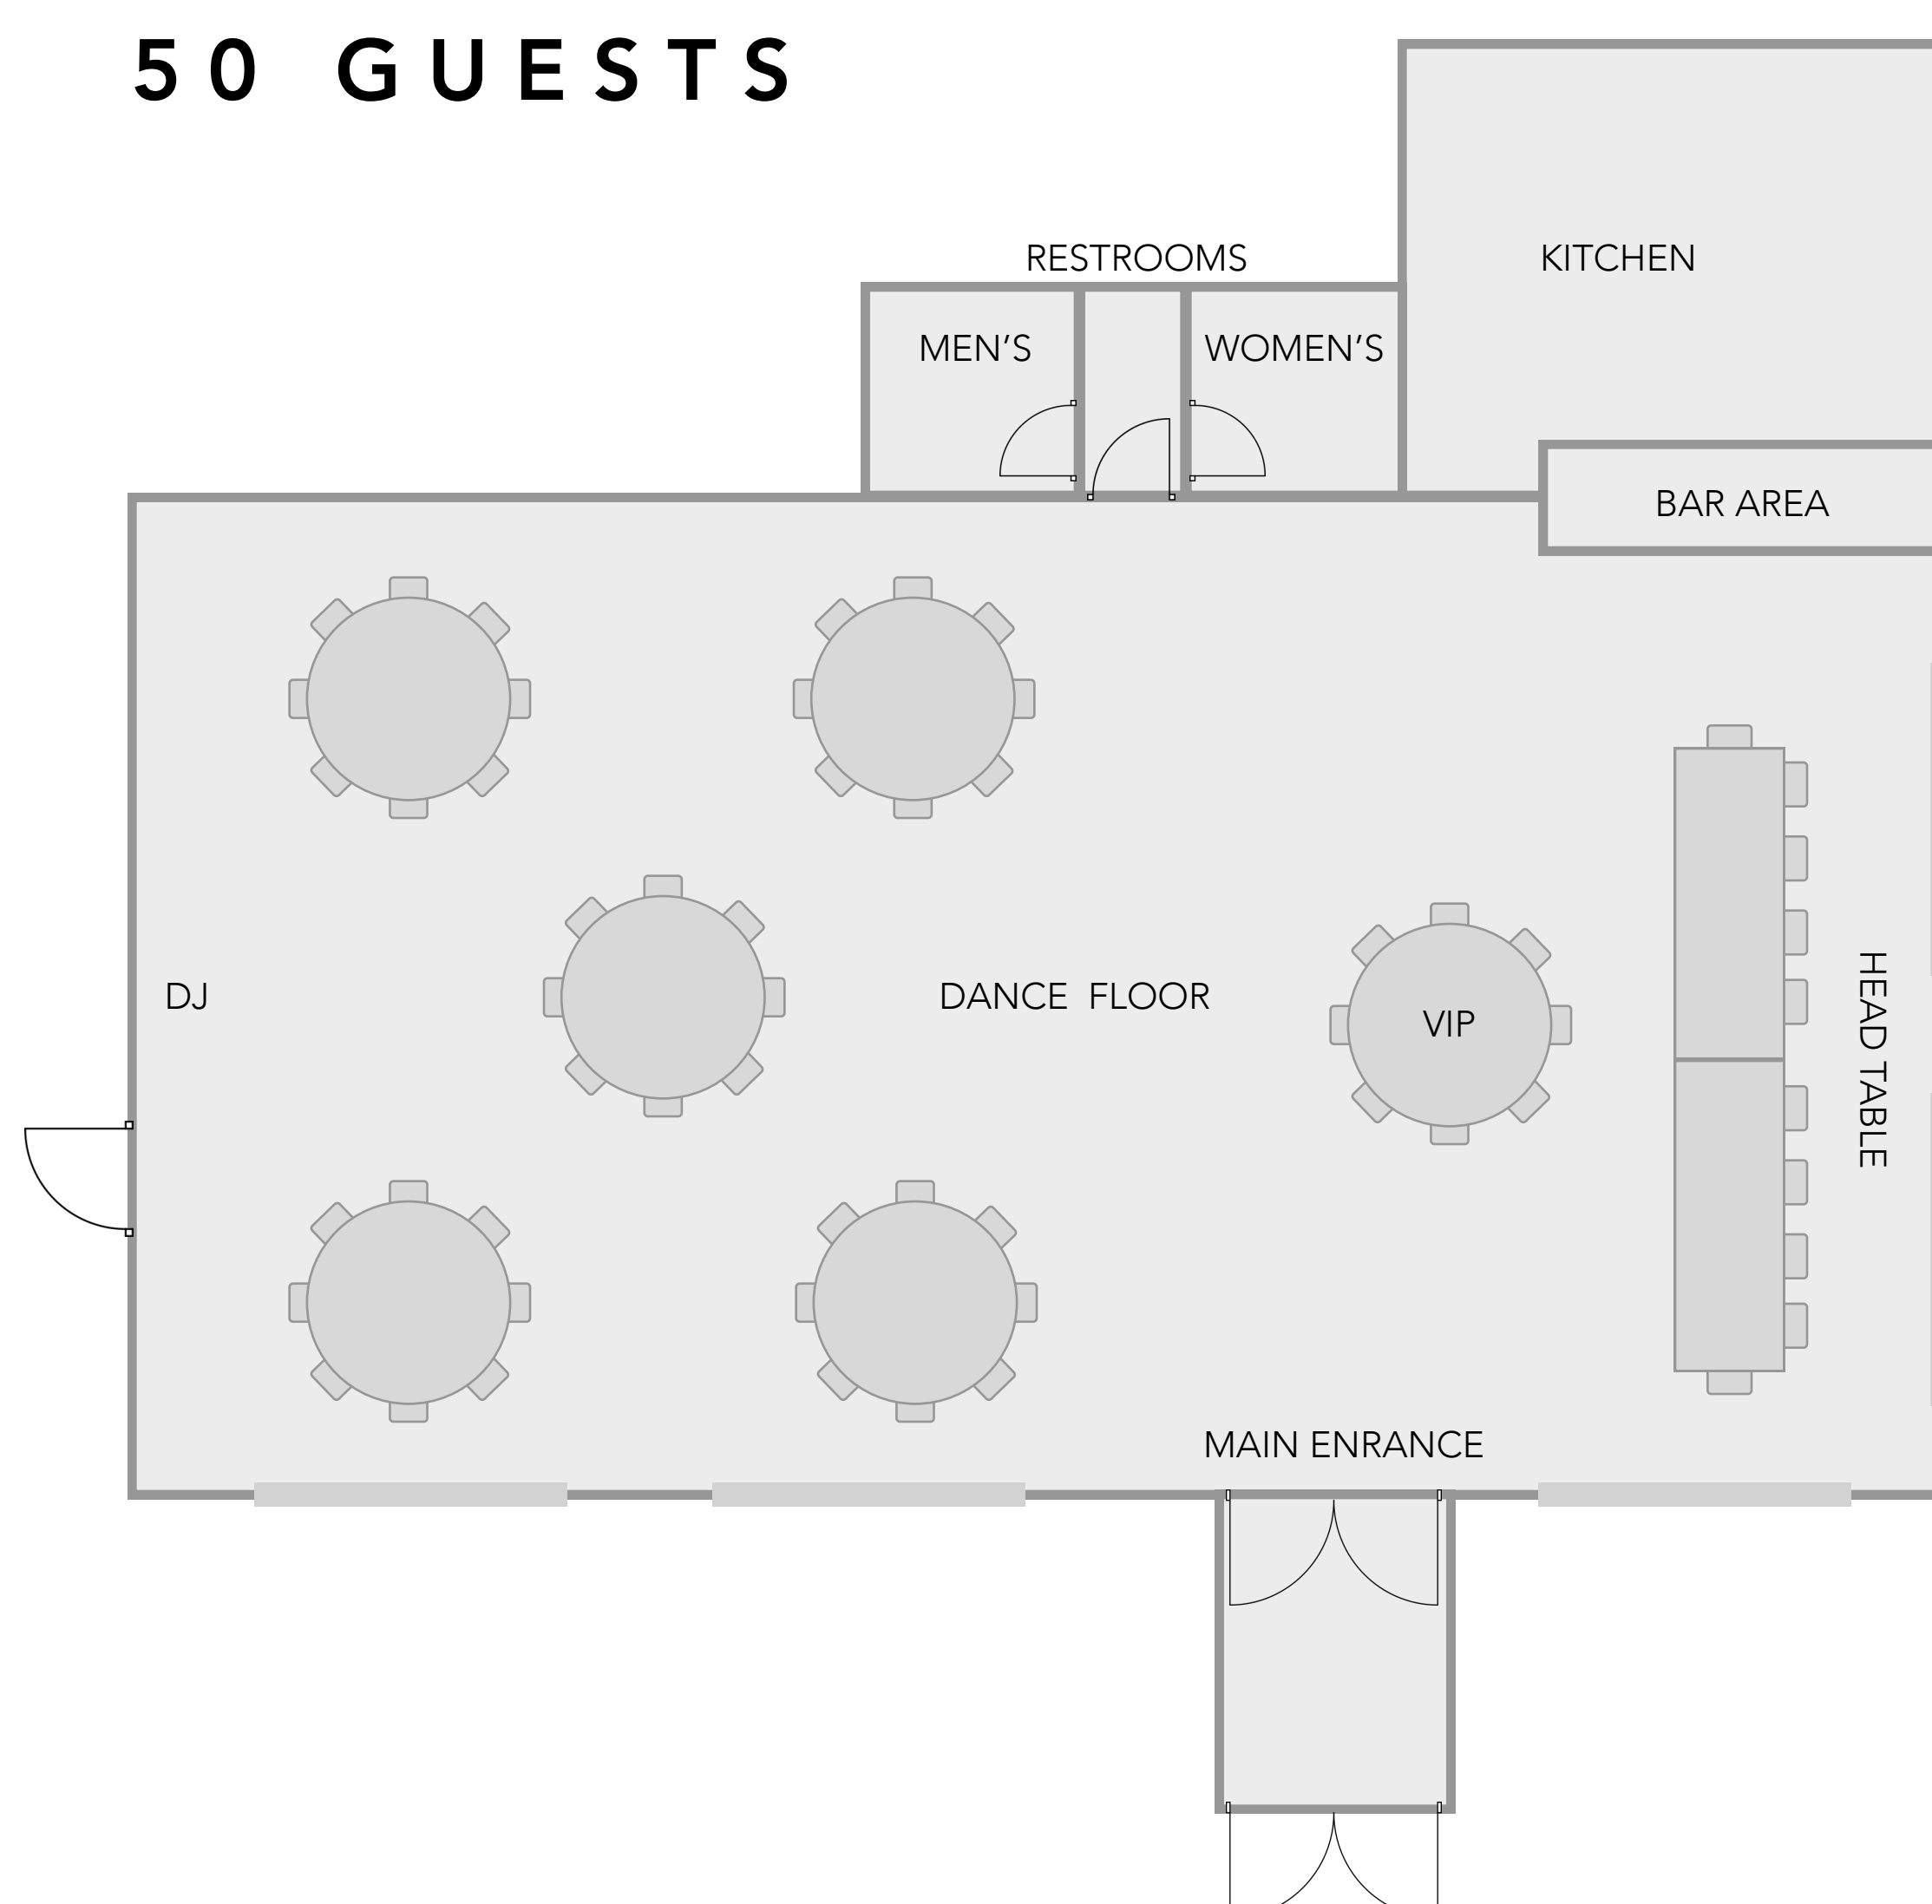 50 GUESTS
RESTROOMS
KITCHEN
MEN’S
WOMEN’S
BAR AREA
DJ
DANCE FLOOR
VIP
HEAD TABLE
MAIN ENRANCE